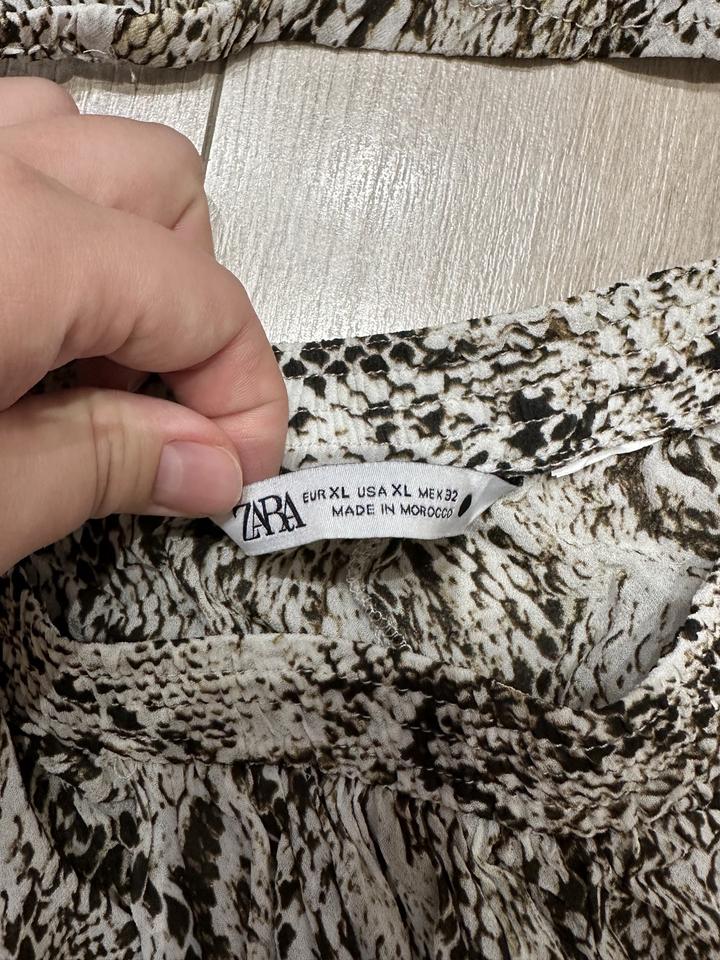 ZARA
EUR XL USA XL MEX 32
MADE IN MOROCCO